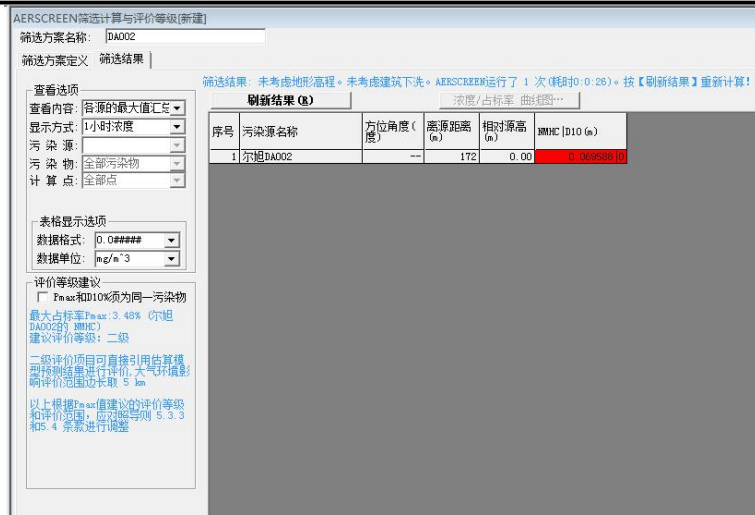 AERSCREEN筛选计算与评价等级[新建]
筛选方案名称: DA002
筛选方案定义 筛选结果
筛选结果: 未考虑地形高程。未考虑建筑下洗。AERSCREEN运行了 1 次(耗时0:0:26)。按【刷新结果】重新计算!
查看选项
查看内容: 各源的最大值汇总
显示方式: 1小时浓度
污 染 源:
污 染 物: 全部污染物
计 算 点: 全部点
刷新结果(R) 浓度/占标率 曲线图…
序号 污染源名称 方位角度(度) 离源距离(m) 相对源高(m) NMHC|D10(m)
1 尔旭DA002 -- 172 0.00 0.069588|0
表格显示选项
数据格式: 0.0#####
数据单位: mg/m^3
评价等级建议
Pmax和D10%须为同一污染物
最大占标率Pmax:3.48% (尔旭
DA002的 NMHC)
建议评价等级: 二级
二级评价项目可直接引用估算模
型预测结果进行评价,大气环境影
响评价范围边长取 5 km
以上根据Pmax值建议的评价等级
和评价范围,应对照导则 5.3.3
和5.4 条款进行调整